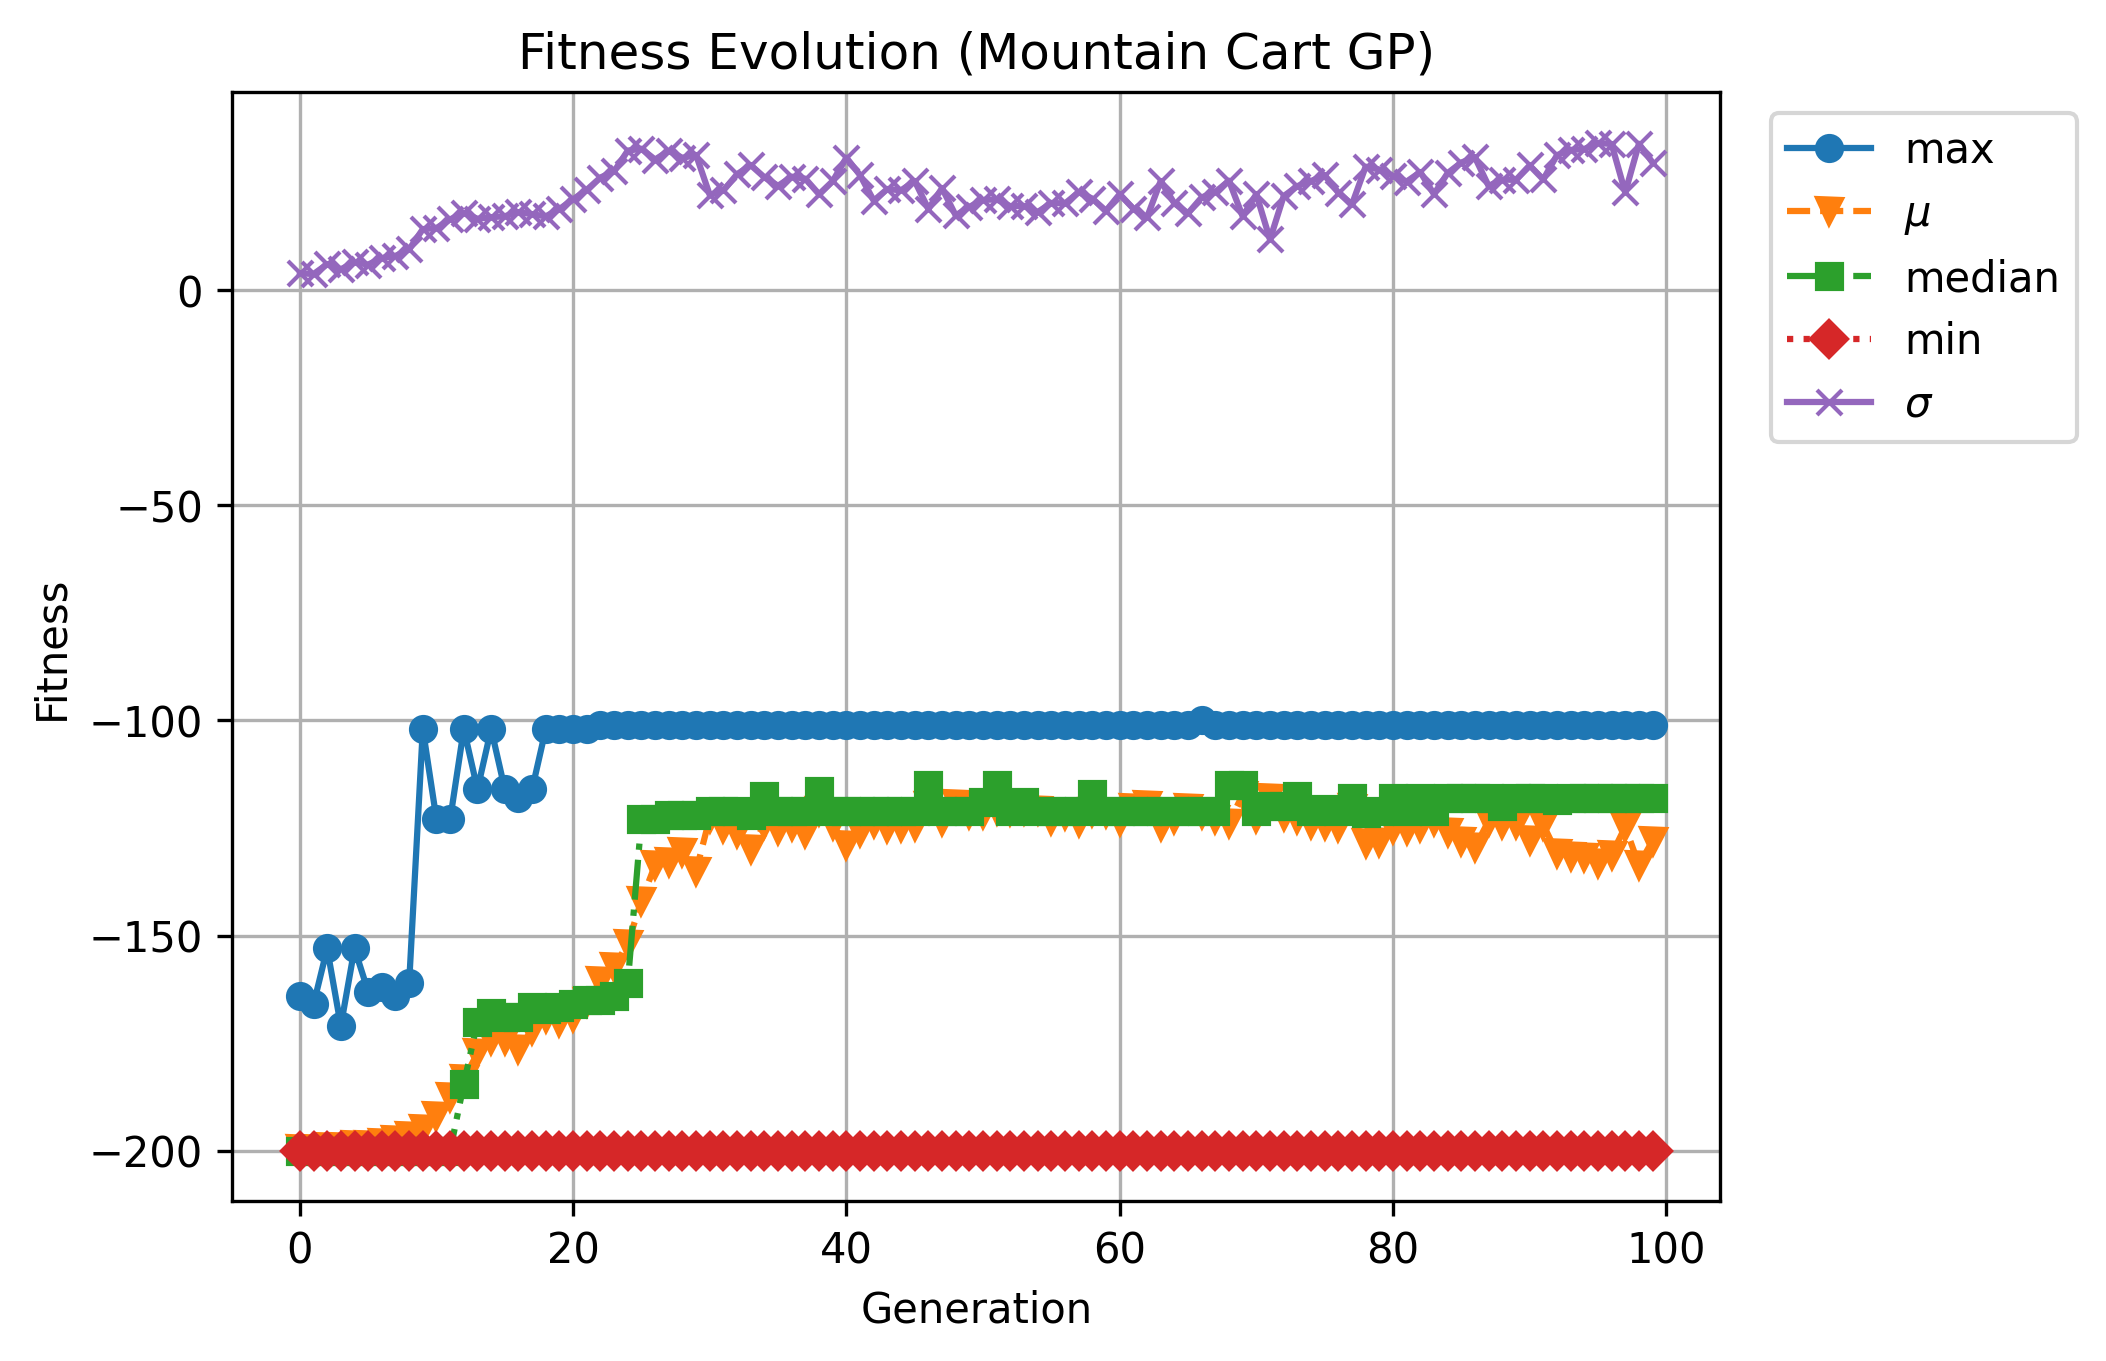 Fitness Evolution (Mountain Cart GP)
max
μ
median
min
σ
Fitness
0
−50
−100
−150
−200
0 20 40 60 80 100
Generation